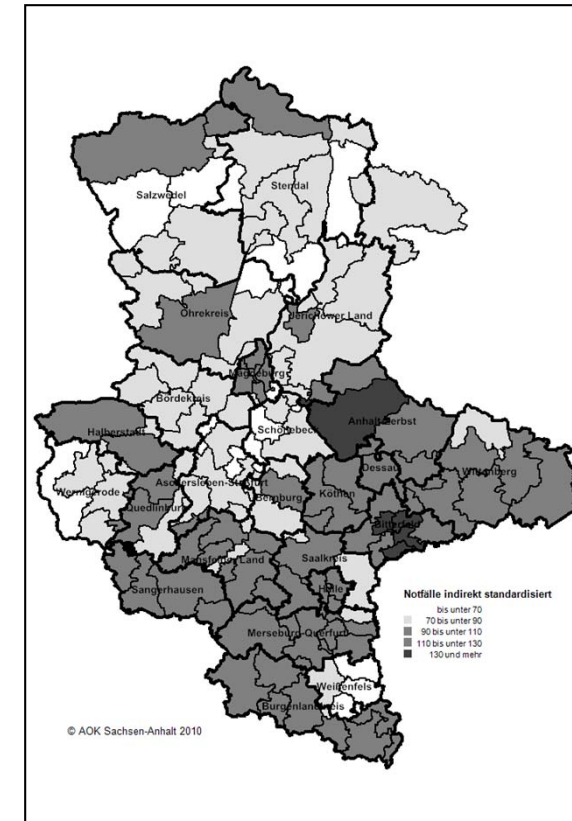 Salzwedel
Stendal
Ohrekreis
Jerichower Land
Magdeburg
Bördekreis
Anhalt-Zerbst
Halberstadt
Schönebeck
Dessau
Wittenberg
Wernigerode
Aschersleben-Staßfurt
Quedlinburg
Bernburg
Köthen
Bitterfeld
Mansfelder Land
Saalkreis
Sangerhausen
Halle
Merseburg-Querfurt
Weißenfels
Burgenlandkreis
Notfälle indirekt standardisiert
bis unter 70
70 bis unter 90
90 bis unter 110
110 bis unter 130
130 und mehr
© AOK Sachsen-Anhalt 2010